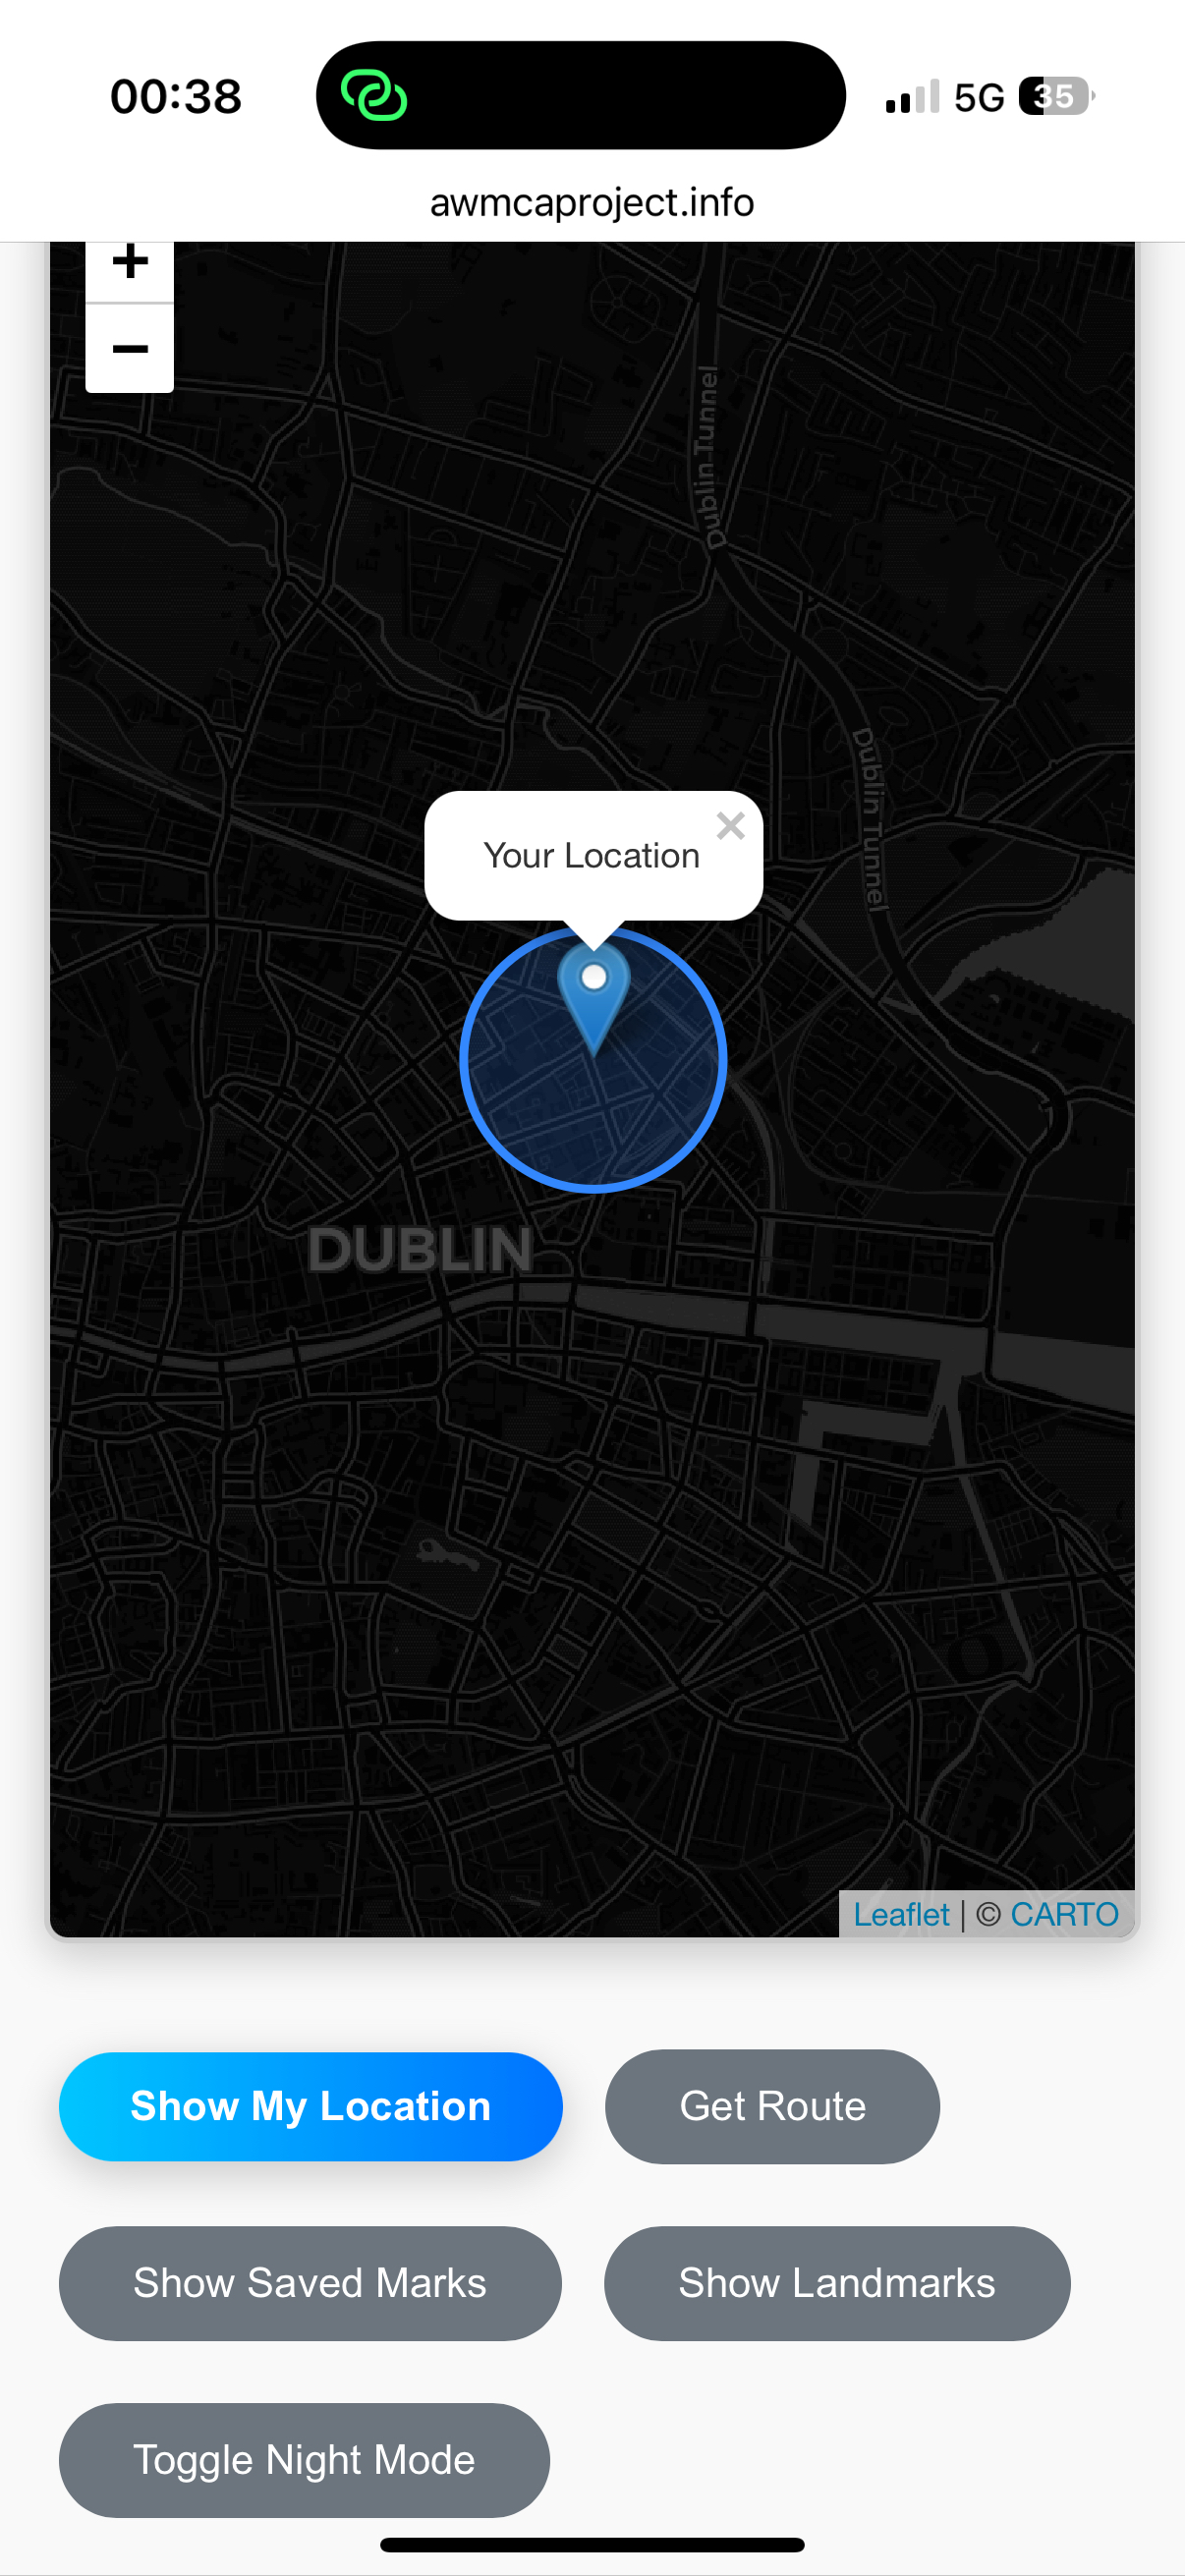 00:38
5G 35
awmcaproject.info
+
−
Dublin Tunnel
Dublin Tunnel
Your Location ×
DUBLIN
Leaflet | © CARTO
Show My Location
Get Route
Show Saved Marks
Show Landmarks
Toggle Night Mode